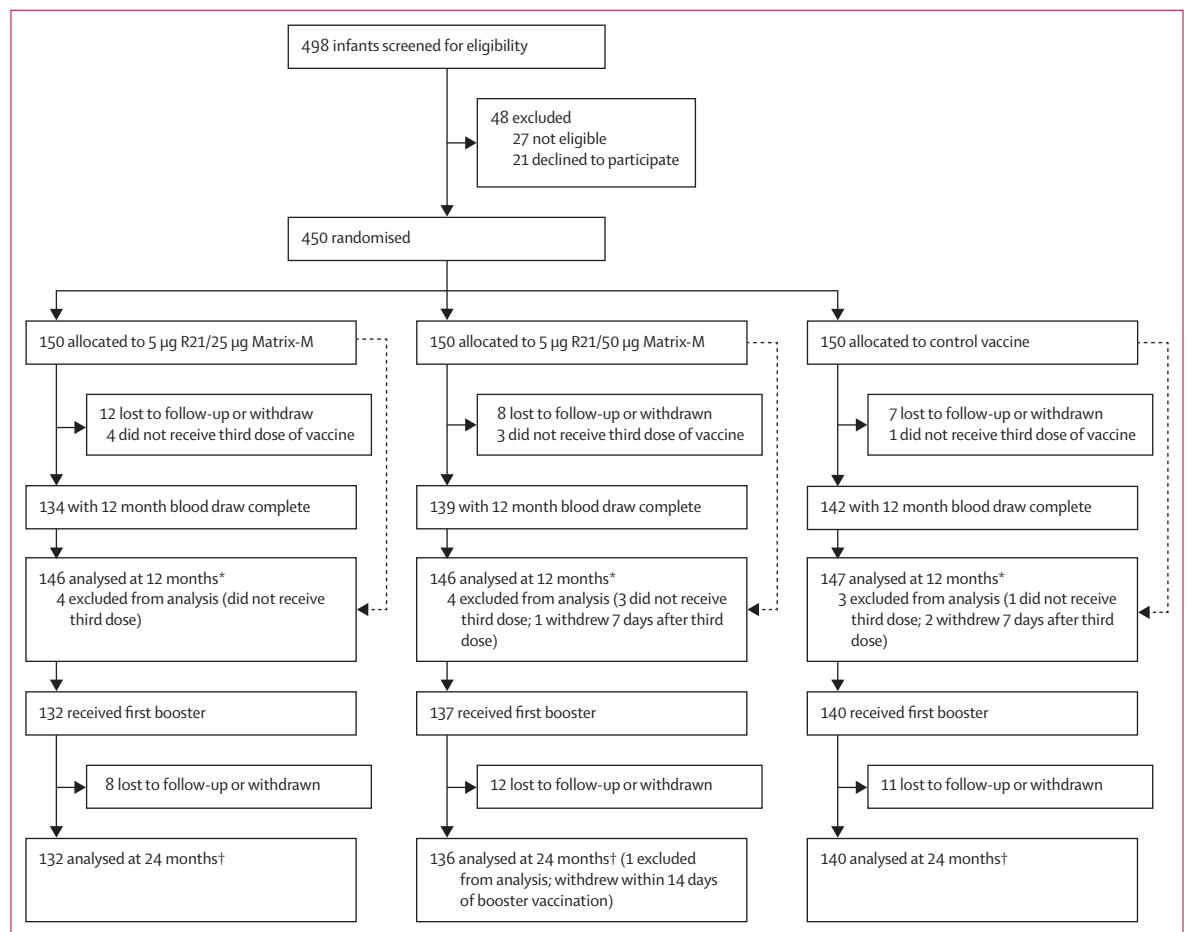 498 infants screened for eligibility
48 excluded
27 not eligible
21 declined to participate
450 randomised
150 allocated to 5 µg R21/25 µg Matrix-M
150 allocated to 5 µg R21/50 µg Matrix-M
150 allocated to control vaccine
12 lost to follow-up or withdraw
4 did not receive third dose of vaccine
8 lost to follow-up or withdrawn
3 did not receive third dose of vaccine
7 lost to follow-up or withdrawn
1 did not receive third dose of vaccine
134 with 12 month blood draw complete
139 with 12 month blood draw complete
142 with 12 month blood draw complete
146 analysed at 12 months*
4 excluded from analysis (did not receive
third dose)
146 analysed at 12 months*
4 excluded from analysis (3 did not receive
third dose; 1 withdrew 7 days after third
dose)
147 analysed at 12 months*
3 excluded from analysis (1 did not receive
third dose; 2 withdrew 7 days after third
dose)
132 received first booster
137 received first booster
140 received first booster
8 lost to follow-up or withdrawn
12 lost to follow-up or withdrawn
11 lost to follow-up or withdrawn
132 analysed at 24 months†
136 analysed at 24 months† (1 excluded
from analysis; withdrew within 14 days
of booster vaccination)
140 analysed at 24 months†